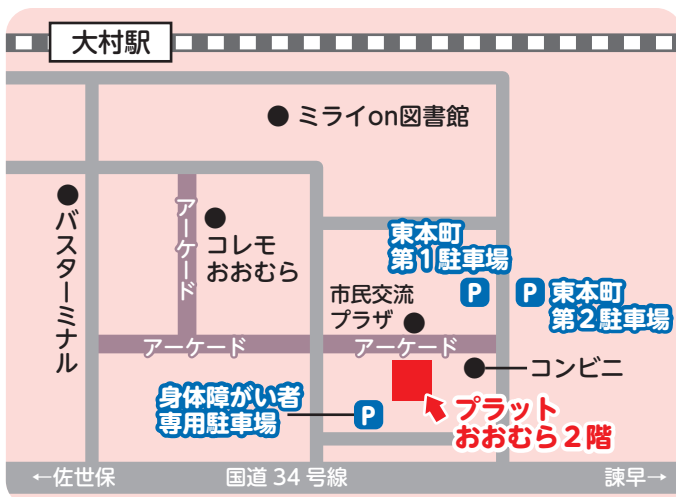 大村駅
ミライon図書館
バスターミナル
アーケード
コレモ
おおむら
東本町
第1駐車場
P
P
東本町
第2駐車場
市民交流
プラザ
アーケード
アーケード
コンビニ
身体障がい者
専用駐車場
P
プラット
おおむら2階
←佐世保
国道34号線
諫早→